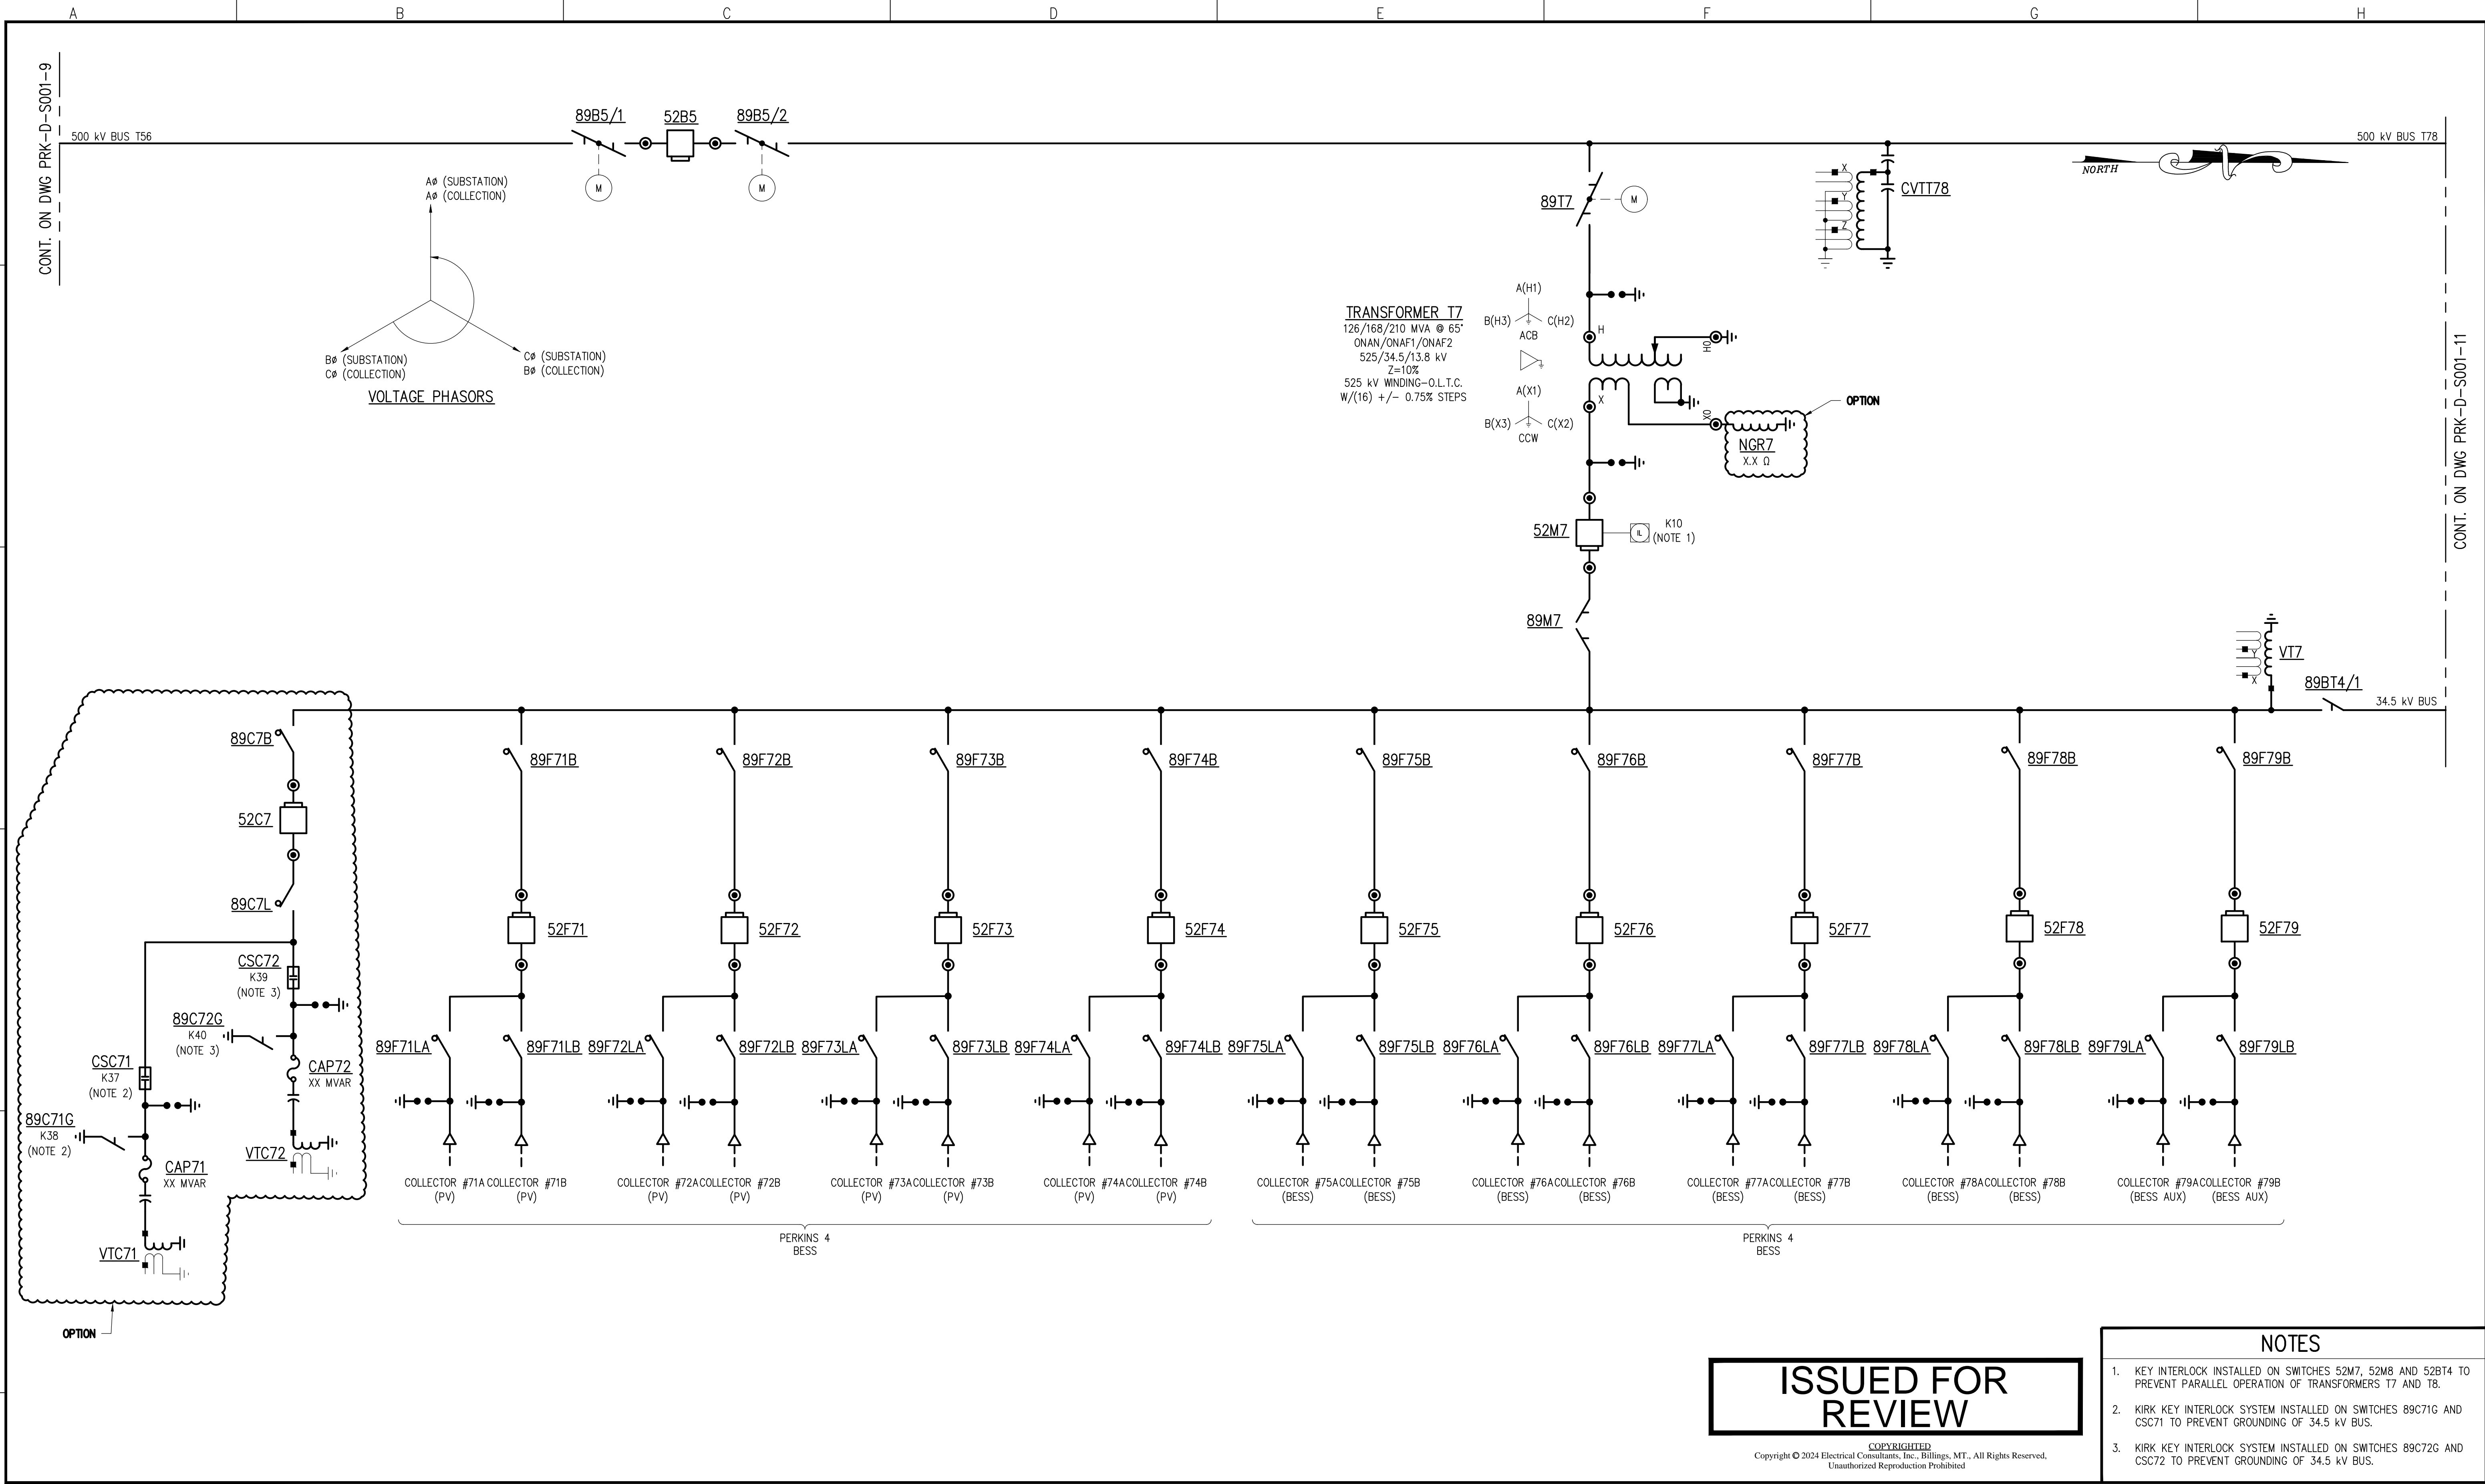 A B C D E F G H
CONT. ON DWG PRK-D-S001-9
500 kV BUS T56
89B5/1
52B5
89B5/2
M
M
500 kV BUS T78
NORTH
AØ (SUBSTATION)
AØ (COLLECTION)
BØ (SUBSTATION)
CØ (COLLECTION)
CØ (SUBSTATION)
BØ (COLLECTION)
VOLTAGE PHASORS
89T7
M
X
Y
Z
CVTT78
TRANSFORMER T7
126/168/210 MVA @ 65°
ONAN/ONAF1/ONAF2
525/34.5/13.8 kV
Z=10%
525 kV WINDING-O.L.T.C.
W/(16) +/- 0.75% STEPS
A(H1)
B(H3) C(H2)
ACB
H
H0
A(X1)
B(X3) C(X2)
CCW
X
X0
OPTION
NGR7
X.X Ω
52M7
IL
K10
(NOTE 1)
89M7
CONT. ON DWG PRK-D-S001-11
VT7
Y
X
89BT4/1
34.5 kV BUS
89C7B
52C7
89C7L
CSC72
K39
(NOTE 3)
89C72G
K40
(NOTE 3)
CAP72
XX MVAR
VTC72
CSC71
K37
(NOTE 2)
89C71G
K38
(NOTE 2)
CAP71
XX MVAR
VTC71
OPTION
89F71B 89F72B 89F73B 89F74B 89F75B 89F76B 89F77B 89F78B 89F79B
52F71 52F72 52F73 52F74 52F75 52F76 52F77 52F78 52F79
89F71LA 89F71LB 89F72LA 89F72LB 89F73LA 89F73LB 89F74LA 89F74LB 89F75LA 89F75LB 89F76LA 89F76LB 89F77LA 89F77LB 89F78LA 89F78LB 89F79LA 89F79LB
COLLECTOR #71A COLLECTOR #71B COLLECTOR #72A COLLECTOR #72B COLLECTOR #73A COLLECTOR #73B COLLECTOR #74A COLLECTOR #74B COLLECTOR #75A COLLECTOR #75B COLLECTOR #76A COLLECTOR #76B COLLECTOR #77A COLLECTOR #77B COLLECTOR #78A COLLECTOR #78B COLLECTOR #79A COLLECTOR #79B
(PV) (PV) (PV) (PV) (PV) (PV) (PV) (PV) (BESS) (BESS) (BESS) (BESS) (BESS) (BESS) (BESS) (BESS) (BESS AUX) (BESS AUX)
PERKINS 4
BESS
PERKINS 4
BESS
ISSUED FOR
REVIEW
COPYRIGHTED
Copyright © 2024 Electrical Consultants, Inc., Billings, MT., All Rights Reserved,
Unauthorized Reproduction Prohibited
NOTES
1. KEY INTERLOCK INSTALLED ON SWITCHES 52M7, 52M8 AND 52BT4 TO
PREVENT PARALLEL OPERATION OF TRANSFORMERS T7 AND T8.
2. KIRK KEY INTERLOCK SYSTEM INSTALLED ON SWITCHES 89C71G AND
CSC71 TO PREVENT GROUNDING OF 34.5 kV BUS.
3. KIRK KEY INTERLOCK SYSTEM INSTALLED ON SWITCHES 89C72G AND
CSC72 TO PREVENT GROUNDING OF 34.5 kV BUS.